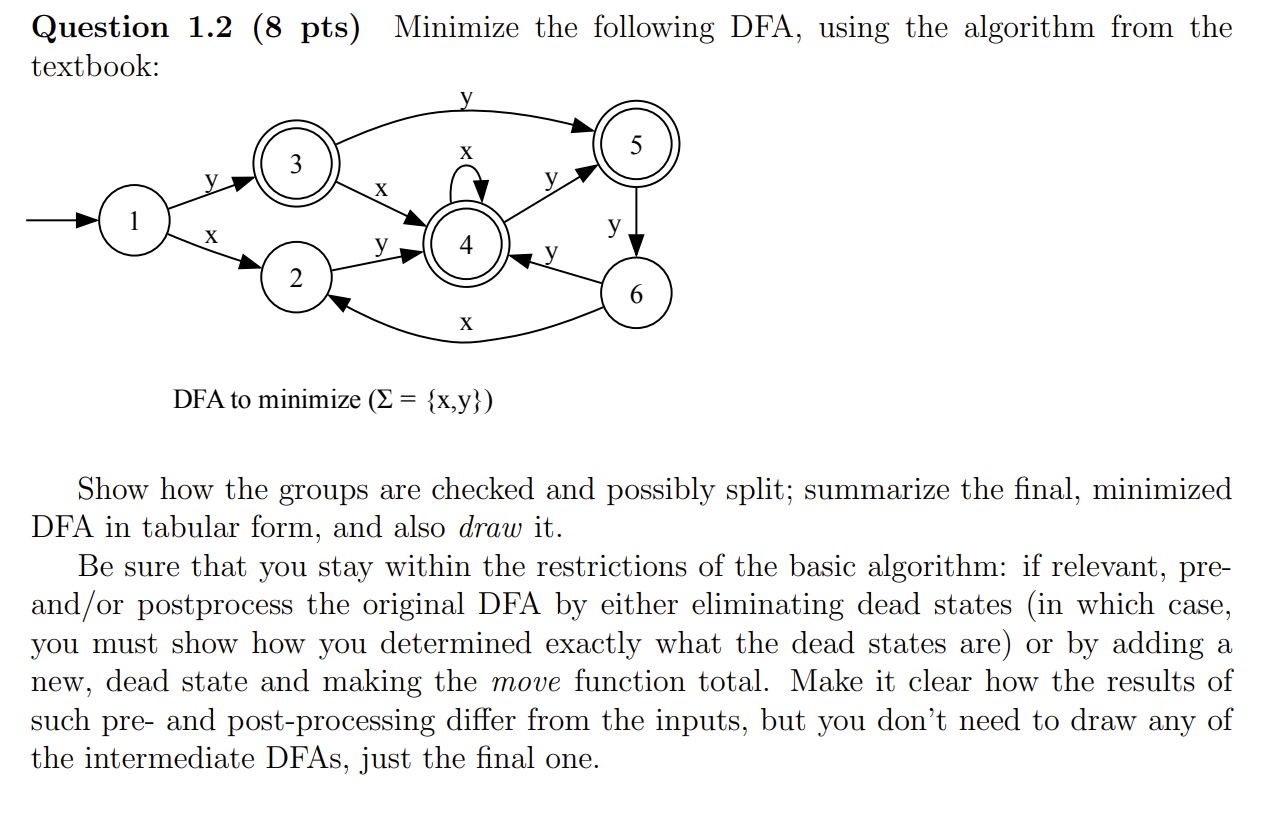 Question 1.2 (8 pts) Minimize the following DFA, using the algorithm from the
textbook:
y
3
5
x
y
y
x
1
x
y
4
y
y
2
6
x
DFA to minimize (Σ = {x,y})
Show how the groups are checked and possibly split; summarize the final, minimized
DFA in tabular form, and also draw it.
Be sure that you stay within the restrictions of the basic algorithm: if relevant, pre-
and/or postprocess the original DFA by either eliminating dead states (in which case,
you must show how you determined exactly what the dead states are) or by adding a
new, dead state and making the move function total. Make it clear how the results of
such pre- and post-processing differ from the inputs, but you don't need to draw any of
the intermediate DFAs, just the final one.